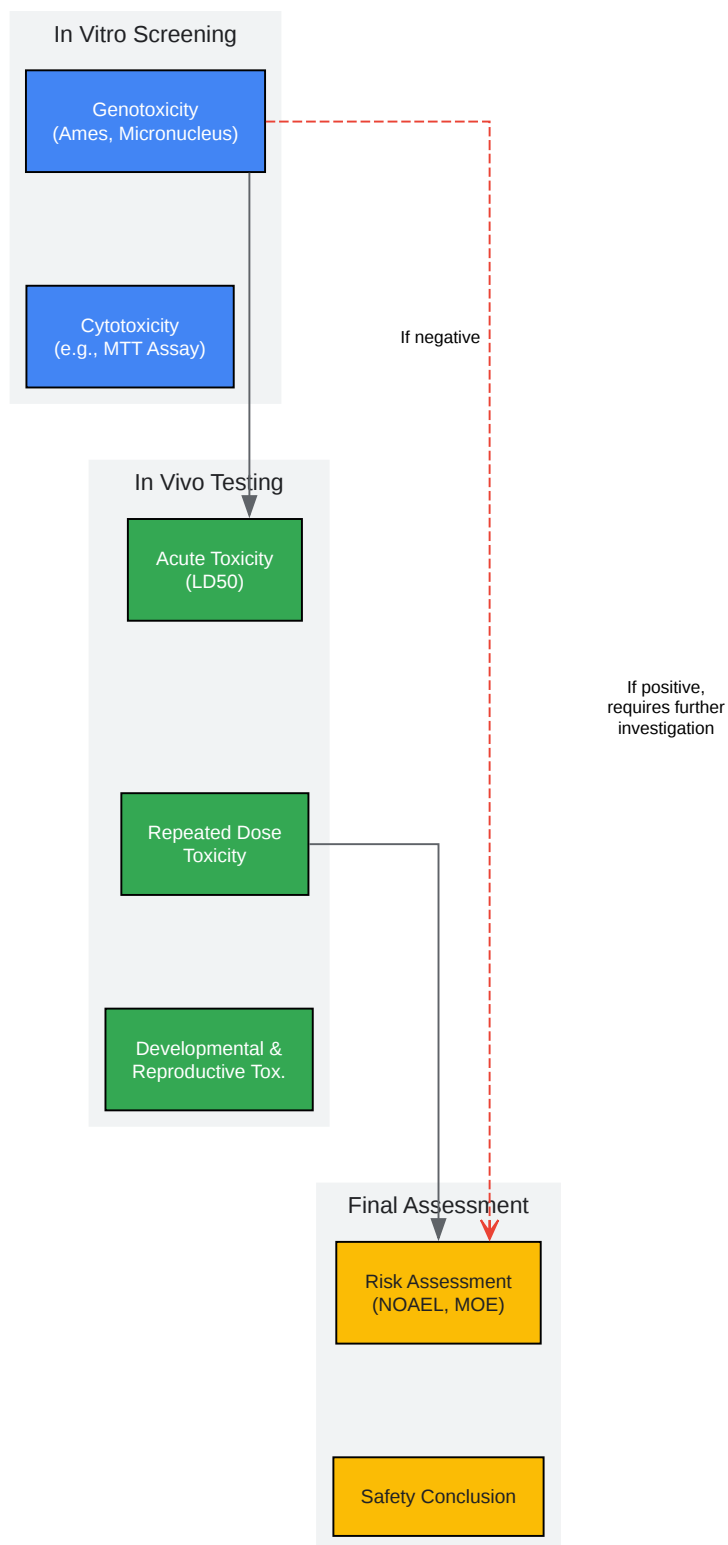 In Vitro Screening
Genotoxicity
(Ames, Micronucleus)
If negative
Cytotoxicity
(e.g., MTT Assay)
In Vivo Testing
Acute Toxicity
(LD50)
If positive,
requires further
investigation
Repeated Dose
Toxicity
Developmental &
Reproductive Tox.
Final Assessment
Risk Assessment
(NOAEL, MOE)
Safety Conclusion